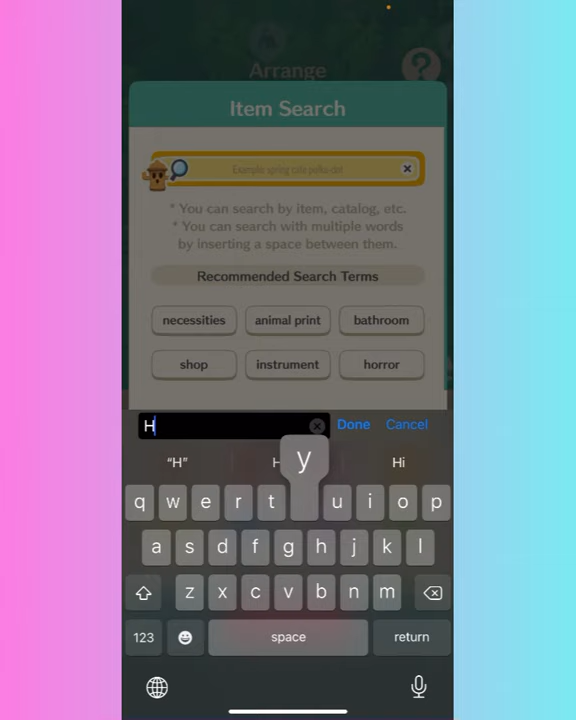 Arrange
?
Item Search
Example spring cute polka-dot
* You can search by item, catalog, etc.
* You can search with multiple words
by inserting a space between them.
Recommended Search Terms
necessities animal print bathroom
shop instrument horror
H Done Cancel
"H" Hi
y
q w e r t u i o p
a s d f g h j k l
z x c v b n m
123 space return